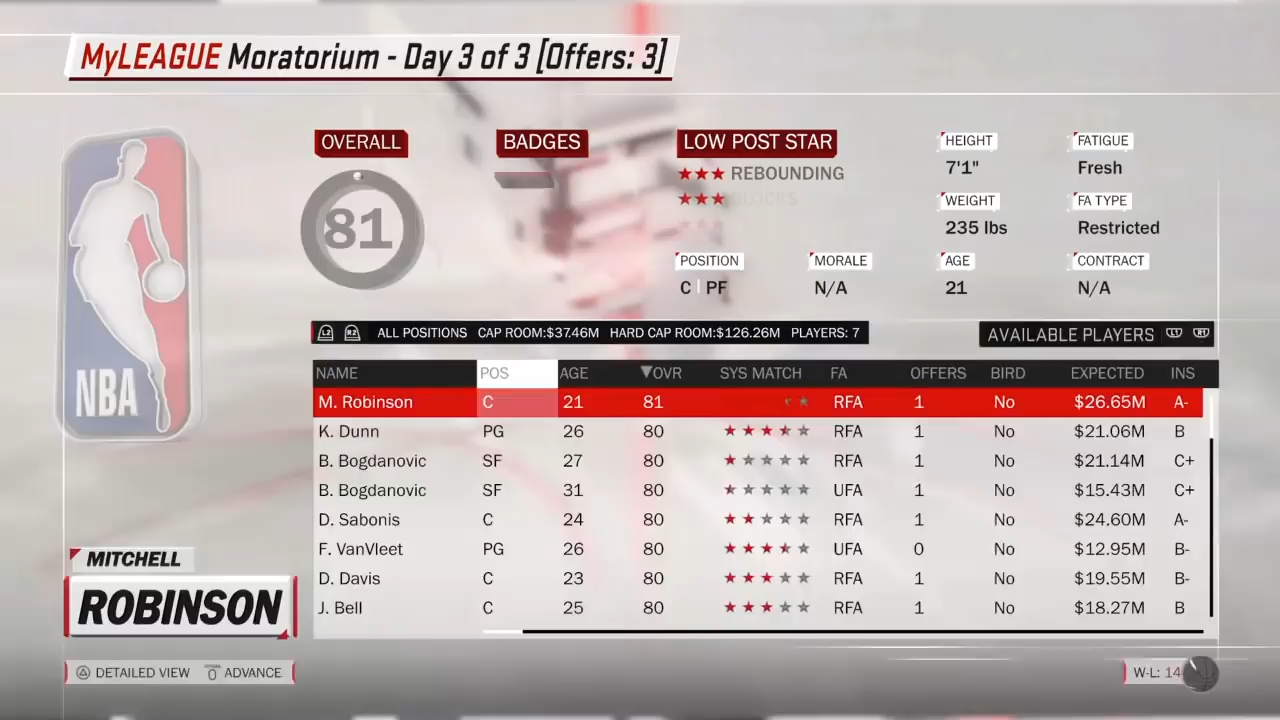 MyLEAGUE Moratorium - Day 3 of 3 [Offers: 3]
OVERALL
81
BADGES
LOW POST STAR
★★★ REBOUNDING
★★★ BLOCKS
HEIGHT
7'1"
FATIGUE
Fresh
WEIGHT
235 lbs
FA TYPE
Restricted
POSITION
C | PF
MORALE
N/A
AGE
21
CONTRACT
N/A
L2 R2 ALL POSITIONS CAP ROOM:$37.46M HARD CAP ROOM:$126.26M PLAYERS: 7
AVAILABLE PLAYERS L1 R1
NAME POS AGE ▼OVR SYS MATCH FA OFFERS BIRD EXPECTED INS
M. Robinson C 21 81 RFA 1 No $26.65M A-
K. Dunn PG 26 80 RFA 1 No $21.06M B
B. Bogdanovic SF 27 80 RFA 1 No $21.14M C+
B. Bogdanovic SF 31 80 UFA 1 No $15.43M C+
D. Sabonis C 24 80 RFA 1 No $24.60M A-
F. VanVleet PG 26 80 UFA 0 No $12.95M B-
D. Davis C 23 80 RFA 1 No $19.55M B-
J. Bell C 25 80 RFA 1 No $18.27M B
NBA
MITCHELL
ROBINSON
DETAILED VIEW
ADVANCE
W-L: 14